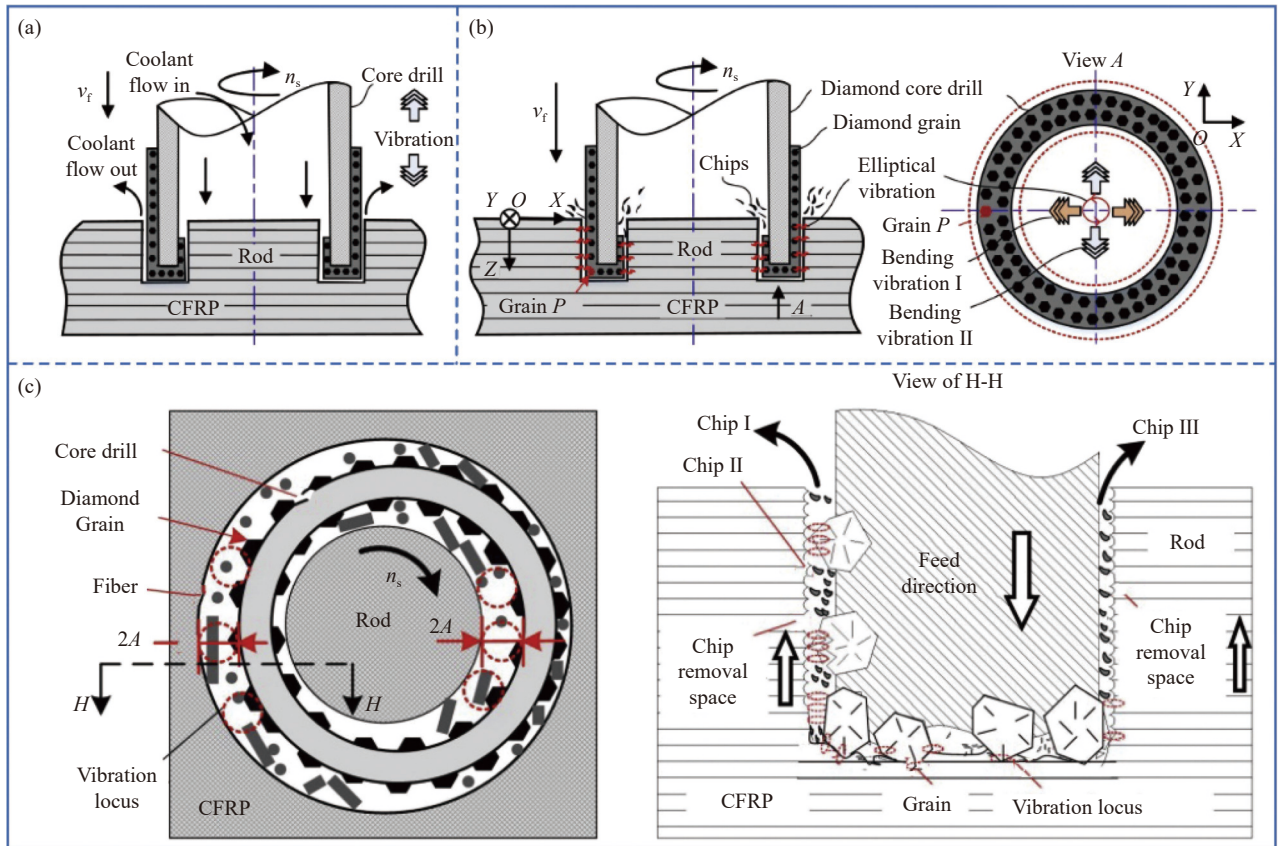 (a)
Coolant
flow in
n_s
Core drill
v_f
Coolant
flow out
Vibration
Rod
CFRP
(b)
n_s
v_f
Chips
Y
O
X
Z
Rod
Grain P
CFRP
A
Diamond core drill
Diamond grain
Elliptical
vibration
Grain P
Bending
vibration I
Bending
vibration II
View A
Y
O
X
(c)
Core drill
Diamond
Grain
Fiber
2A
H
Vibration
locus
n_s
Rod
2A
H
CFRP
View of H-H
Chip I
Chip II
Chip III
Feed
direction
Rod
Chip
removal
space
Chip
removal
space
CFRP
Grain
Vibration locus